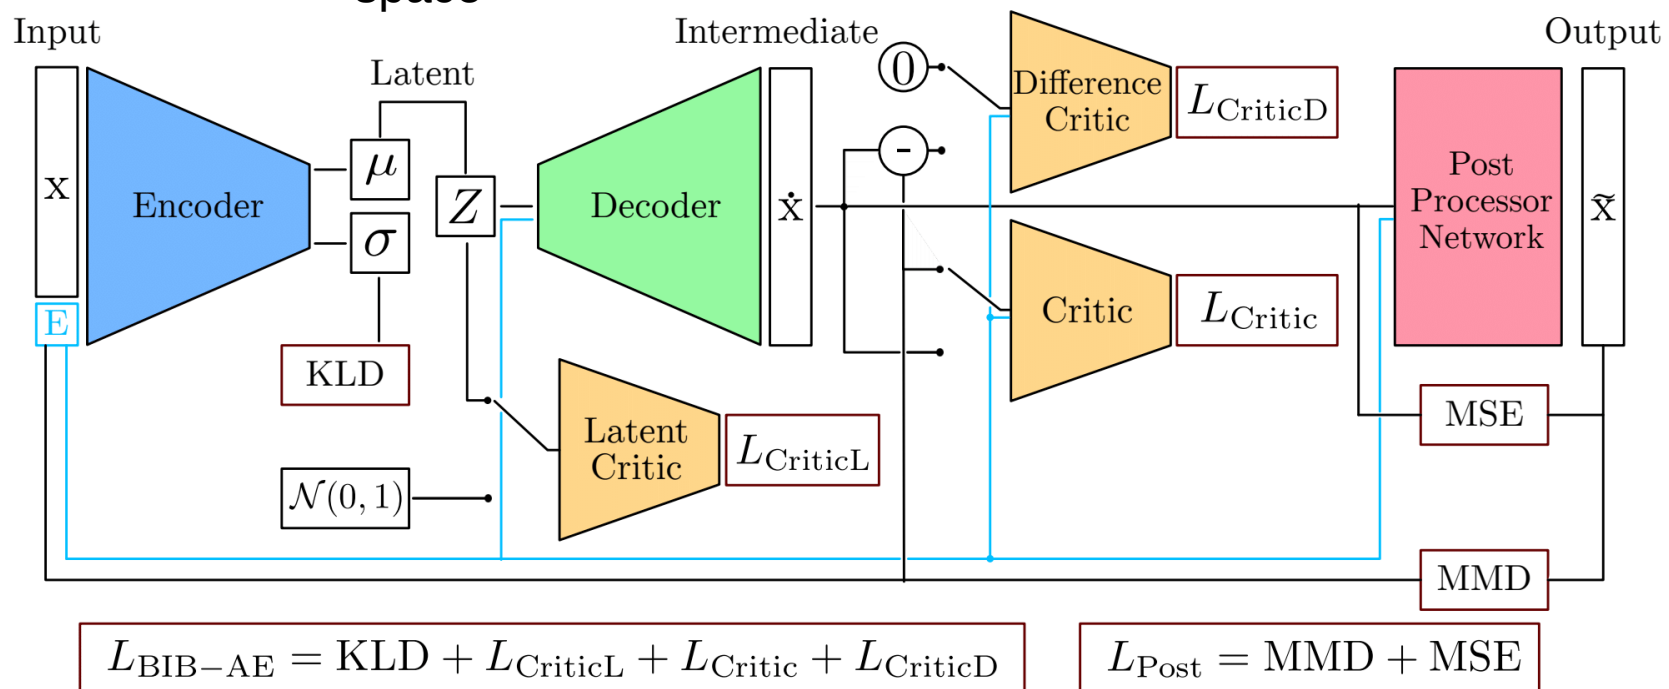 space
Input
Latent
Intermediate
Output
x
E
Encoder
μ
σ
KLD
Z
N(0, 1)
Decoder
ẋ
Latent
Critic
L_CriticL
0
-
Difference
Critic
L_CriticD
Critic
L_Critic
Post
Processor
Network
x̃
MSE
MMD
L_BIB−AE = KLD + L_CriticL + L_Critic + L_CriticD
L_Post = MMD + MSE